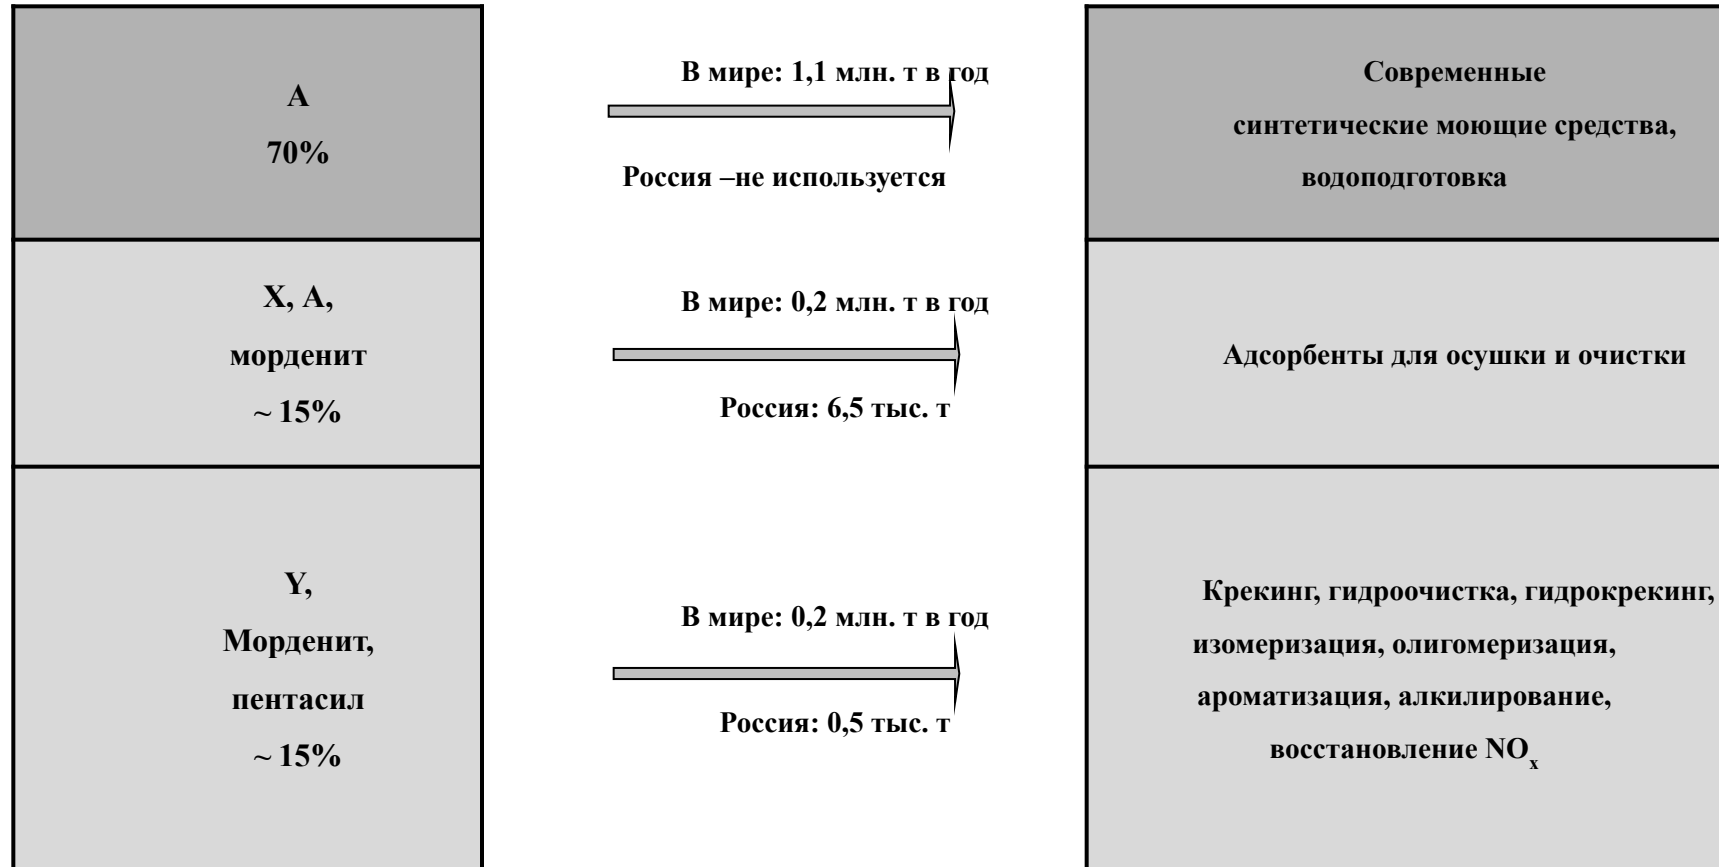 А
70%
В мире: 1,1 млн. т в год
Россия –не используется
Современные
синтетические моющие средства,
водоподготовка
X, А,
морденит
~ 15%
В мире: 0,2 млн. т в год
Россия: 6,5 тыс. т
Адсорбенты для осушки и очистки
Y,
Морденит,
пентасил
~ 15%
В мире: 0,2 млн. т в год
Россия: 0,5 тыс. т
Крекинг, гидроочистка, гидрокрекинг,
изомеризация, олигомеризация,
ароматизация, алкилирование,
восстановление NOₓ